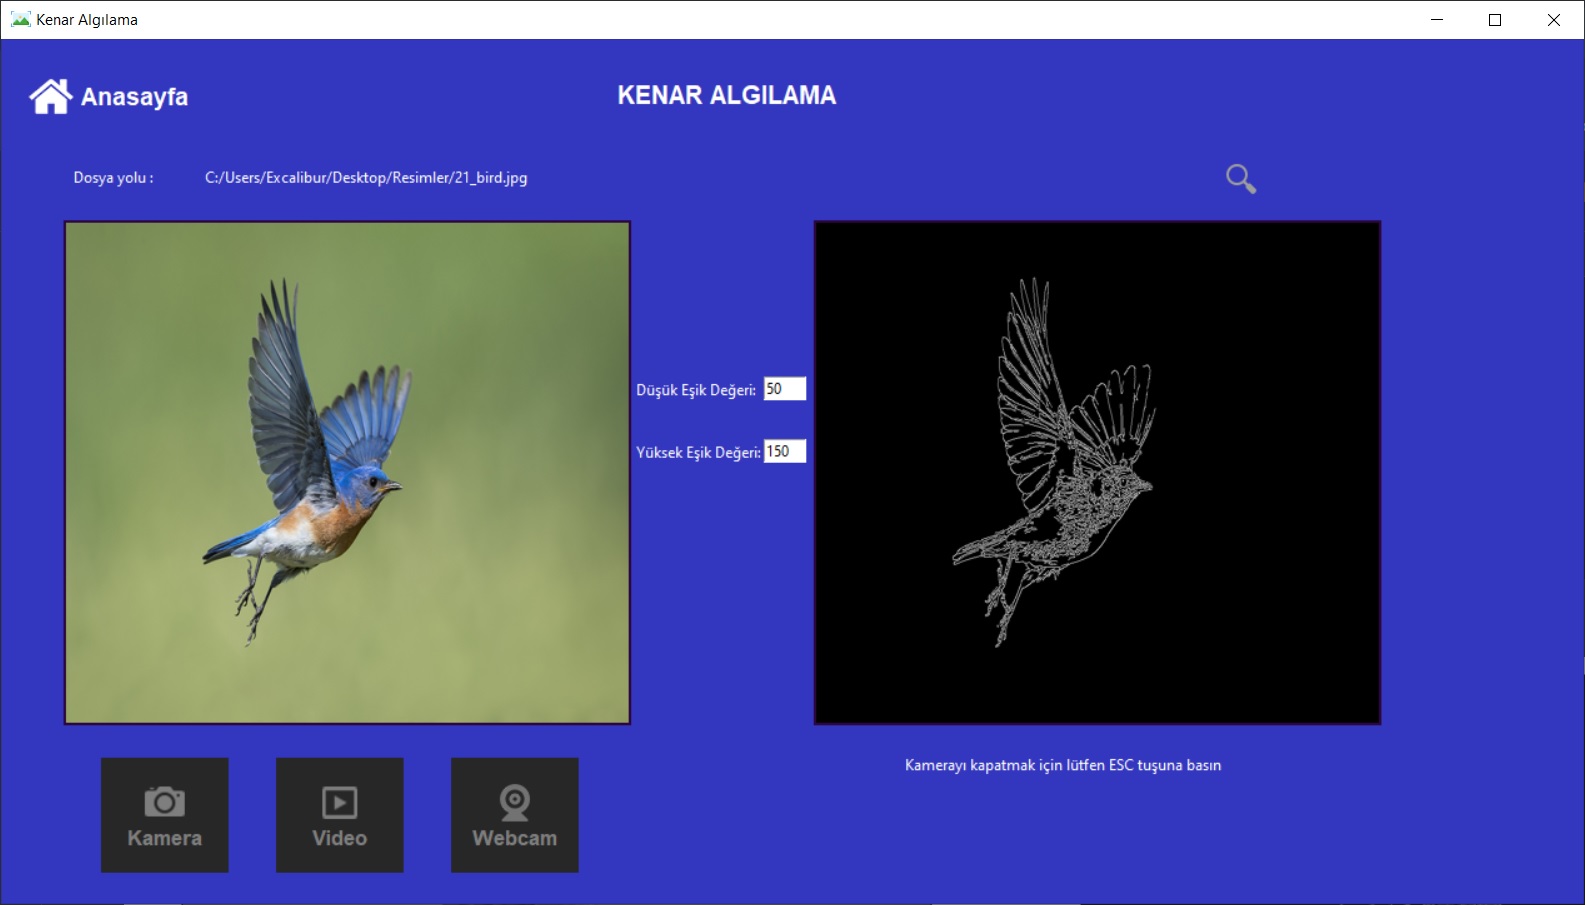 Kenar Algılama
Anasayfa
KENAR ALGILAMA
Dosya yolu : C:/Users/Excalibur/Desktop/Resimler/21_bird.jpg
Düşük Eşik Değeri: 50
Yüksek Eşik Değeri: 150
Kamerayı kapatmak için lütfen ESC tuşuna basın
Kamera
Video
Webcam